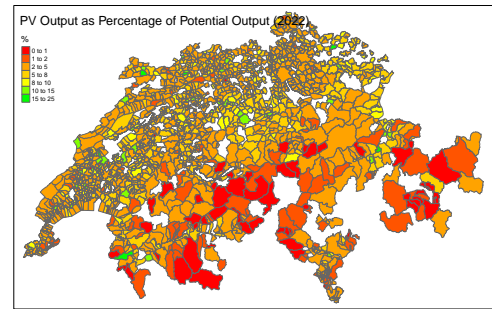 PV Output as Percentage of Potential Output (2022)
%
0 to 1
1 to 2
2 to 5
5 to 8
8 to 10
10 to 15
15 to 25